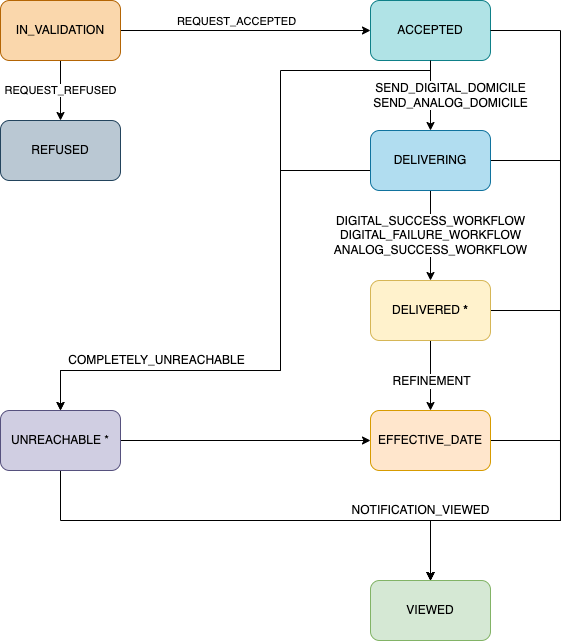 IN_VALIDATION
REQUEST_ACCEPTED
ACCEPTED
REQUEST_REFUSED
SEND_DIGITAL_DOMICILE
SEND_ANALOG_DOMICILE
REFUSED
DELIVERING
DIGITAL_SUCCESS_WORKFLOW
DIGITAL_FAILURE_WORKFLOW
ANALOG_SUCCESS_WORKFLOW
DELIVERED *
COMPLETELY_UNREACHABLE
REFINEMENT
UNREACHABLE *
EFFECTIVE_DATE
NOTIFICATION_VIEWED
VIEWED